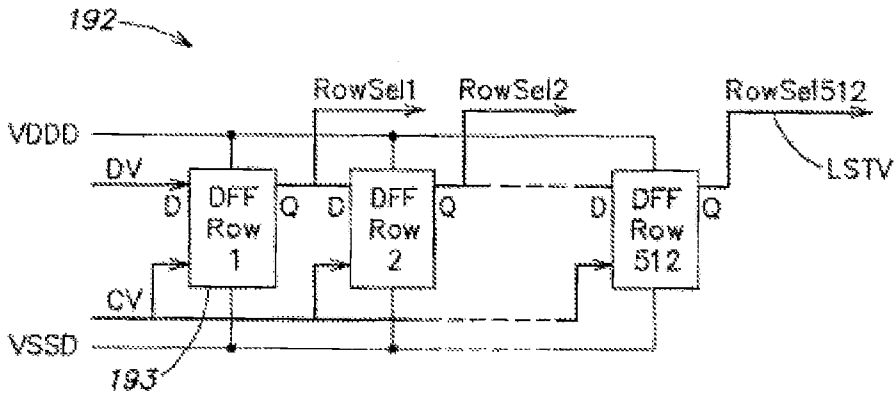 192
RowSel1
RowSel2
RowSel512
VDDD
DV
LSTV
D
DFF
Row
1
Q
D
DFF
Row
2
Q
D
DFF
Row
512
Q
CV
VSSD
193